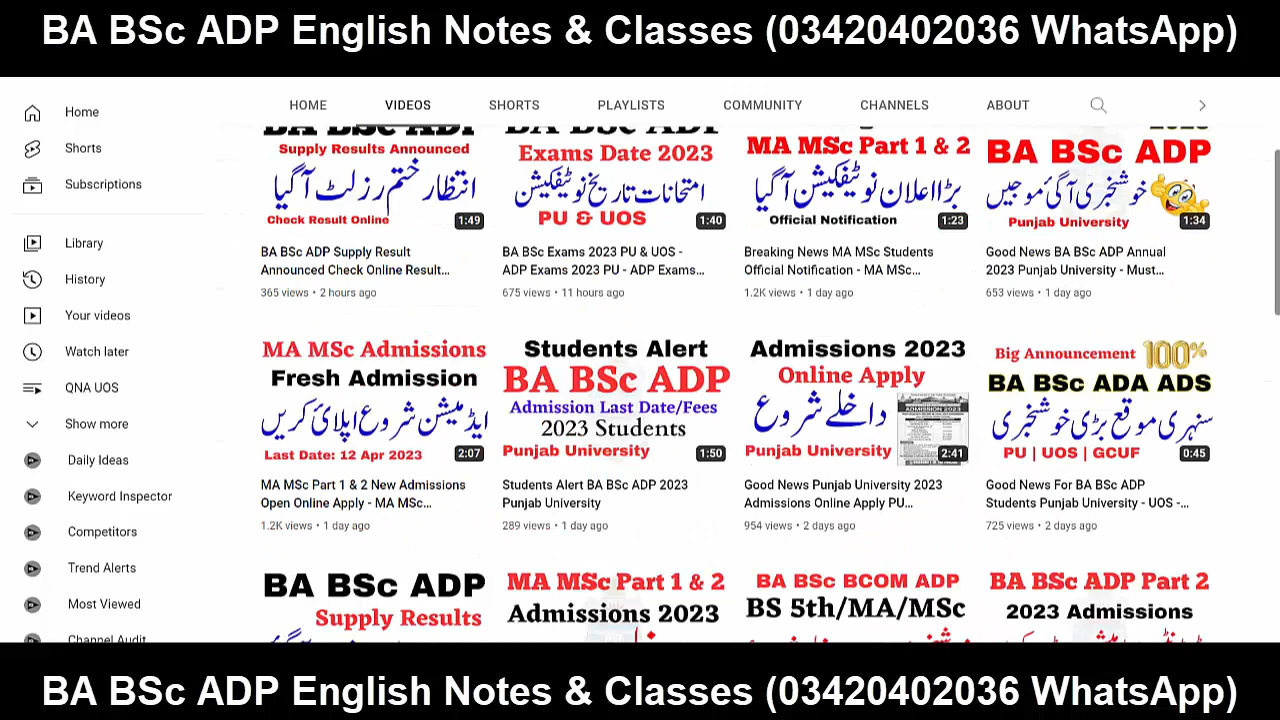 BA BSc ADP English Notes & Classes (03420402036 WhatsApp)
HOME VIDEOS SHORTS PLAYLISTS COMMUNITY CHANNELS ABOUT
Home
Shorts
Subscriptions
Library
History
Your videos
Watch later
QNA UOS
Show more
Daily Ideas
Keyword Inspector
Competitors
Trend Alerts
Most Viewed
Channel Audit
BA BSc ADP
Supply Results Announced
انتظار ختم رزلٹ آگیا
Check Result Online
1:49
BA BSc ADP Supply Result
Announced Check Online Result...
365 views • 2 hours ago
BA BSc ADP
Exams Date 2023
امتحانات تاریخ نوٹیفکیشن
PU & UOS
1:40
BA BSc Exams 2023 PU & UOS -
ADP Exams 2023 PU - ADP Exams...
675 views • 11 hours ago
MA MSc Part 1 & 2
بڑا اعلان نوٹیفکیشن آگیا
Official Notification
1:23
Breaking News MA MSc Students
Official Notification - MA MSc...
1.2K views • 1 day ago
2023
BA BSc ADP
خوشخبری آگئی موجیں
Punjab University
1:34
Good News BA BSc ADP Annual
2023 Punjab University - Must...
653 views • 1 day ago
MA MSc Admissions
Fresh Admission
ایڈمیشن شروع اپلائی کریں
Last Date: 12 Apr 2023
2:07
MA MSc Part 1 & 2 New Admissions
Open Online Apply - MA MSc...
1.2K views • 1 day ago
Students Alert
BA BSc ADP
Admission Last Date/Fees
2023 Students
Punjab University
1:50
Students Alert BA BSc ADP 2023
Punjab University
289 views • 1 day ago
Admissions 2023
Online Apply
داخلے شروع
ADMISSION 2023
Punjab University
2:41
Good News Punjab University 2023
Admissions Online Apply PU...
954 views • 2 days ago
Big Announcement 100%
BA BSc ADA ADS
سنہری موقع بڑی خوشخبری
PU | UOS | GCUF
0:45
Good News For BA BSc ADP
Students Punjab University - UOS -...
725 views • 2 days ago
BA BSc ADP
Supply Results
MA MSc Part 1 & 2
Admissions 2023
BA BSc BCOM ADP
BS 5th/MA/MSc
BA BSc ADP Part 2
2023 Admissions
BA BSc ADP English Notes & Classes (03420402036 WhatsApp)